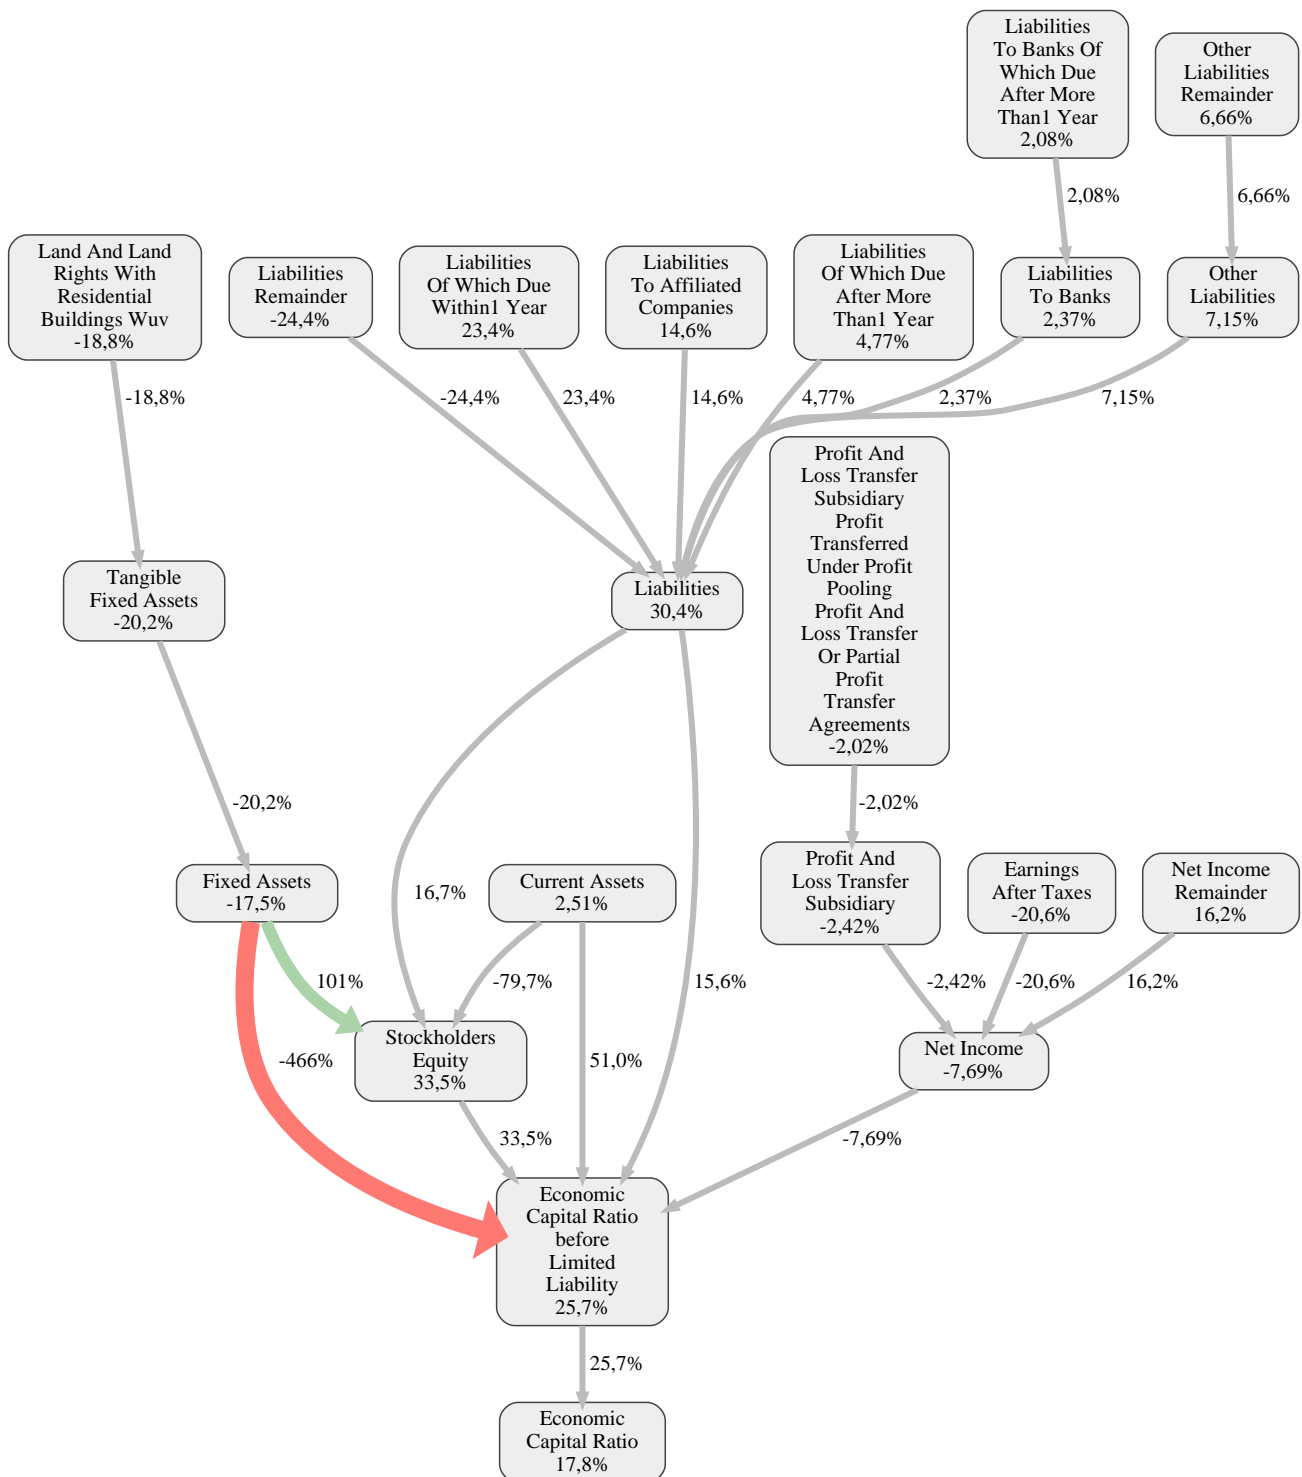 Liabilities
To Banks Of
Which Due
After More
Than1 Year
2,08%
Other
Liabilities
Remainder
6,66%
2,08%
6,66%
Land And Land
Rights With
Residential
Buildings Wuv
-18,8%
Liabilities
Remainder
-24,4%
Liabilities
Of Which Due
Within1 Year
23,4%
Liabilities
To Affiliated
Companies
14,6%
Liabilities
Of Which Due
After More
Than1 Year
4,77%
Liabilities
To Banks
2,37%
Other
Liabilities
7,15%
-18,8%
-24,4%
23,4%
14,6%
4,77%
2,37%
7,15%
Profit And
Loss Transfer
Subsidiary
Profit
Transferred
Under Profit
Pooling
Profit And
Loss Transfer
Or Partial
Profit
Transfer
Agreements
-2,02%
Tangible
Fixed Assets
-20,2%
Liabilities
30,4%
-20,2%
-2,02%
Fixed Assets
-17,5%
16,7%
Current Assets
2,51%
Profit And
Loss Transfer
Subsidiary
-2,42%
Earnings
After Taxes
-20,6%
Net Income
Remainder
16,2%
101%
-79,7%
15,6%
-2,42%
-20,6%
16,2%
Stockholders
Equity
33,5%
-466%
51,0%
Net Income
-7,69%
33,5%
-7,69%
Economic
Capital Ratio
before
Limited
Liability
25,7%
25,7%
Economic
Capital Ratio
17,8%